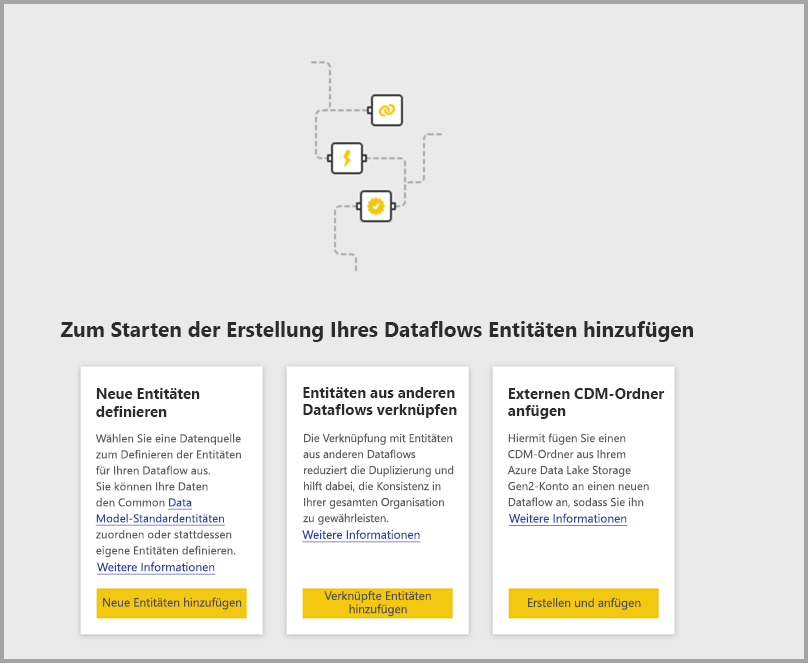 Zum Starten der Erstellung Ihres Dataflows Entitäten hinzufügen
Neue Entitäten
definieren
Wählen Sie eine Datenquelle
zum Definieren der Entitäten
für Ihren Dataflow aus.
Sie können Ihre Daten
den Common Data
Model-Standardentitäten
zuordnen oder stattdessen
eigene Entitäten definieren.
Weitere Informationen
Neue Entitäten hinzufügen
Entitäten aus anderen
Dataflows verknüpfen
Die Verknüpfung mit Entitäten
aus anderen Dataflows
reduziert die Duplizierung und
hilft dabei, die Konsistenz in
Ihrer gesamten Organisation
zu gewährleisten.
Weitere Informationen
Verknüpfte Entitäten
hinzufügen
Externen CDM-Ordner
anfügen
Hiermit fügen Sie einen
CDM-Ordner aus Ihrem
Azure Data Lake Storage
Gen2-Konto an einen neuen
Dataflow an, sodass Sie ihn
Weitere Informationen
Erstellen und anfügen